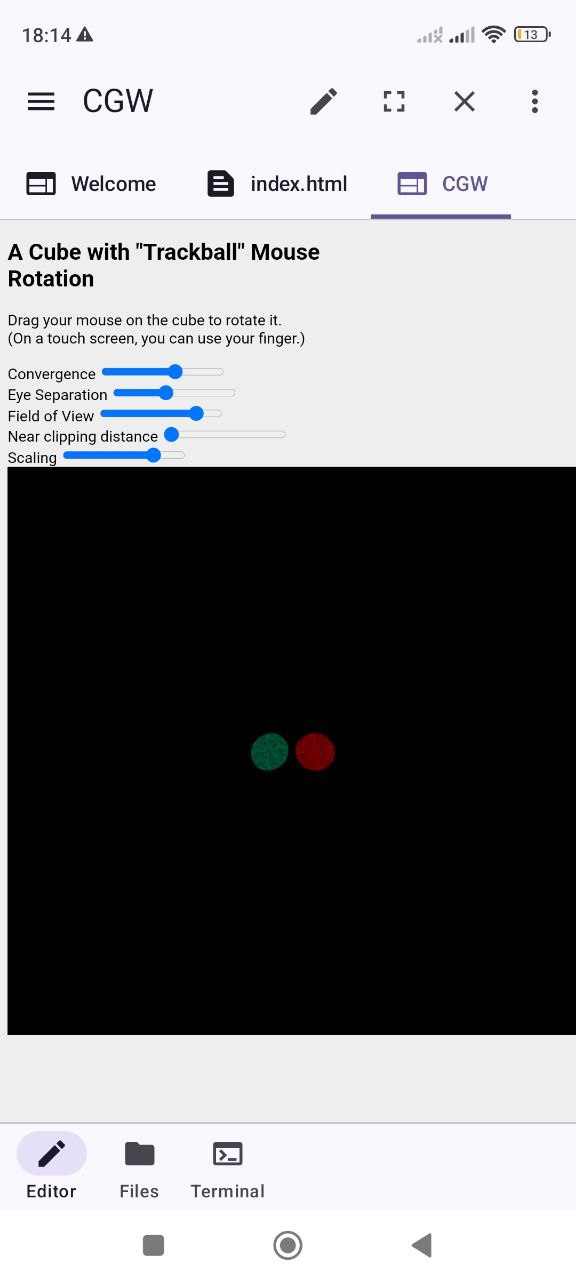 18:14
13
CGW
Welcome
index.html
CGW
A Cube with "Trackball" Mouse
Rotation
Drag your mouse on the cube to rotate it.
(On a touch screen, you can use your finger.)
Convergence
Eye Separation
Field of View
Near clipping distance
Scaling
Editor
Files
Terminal